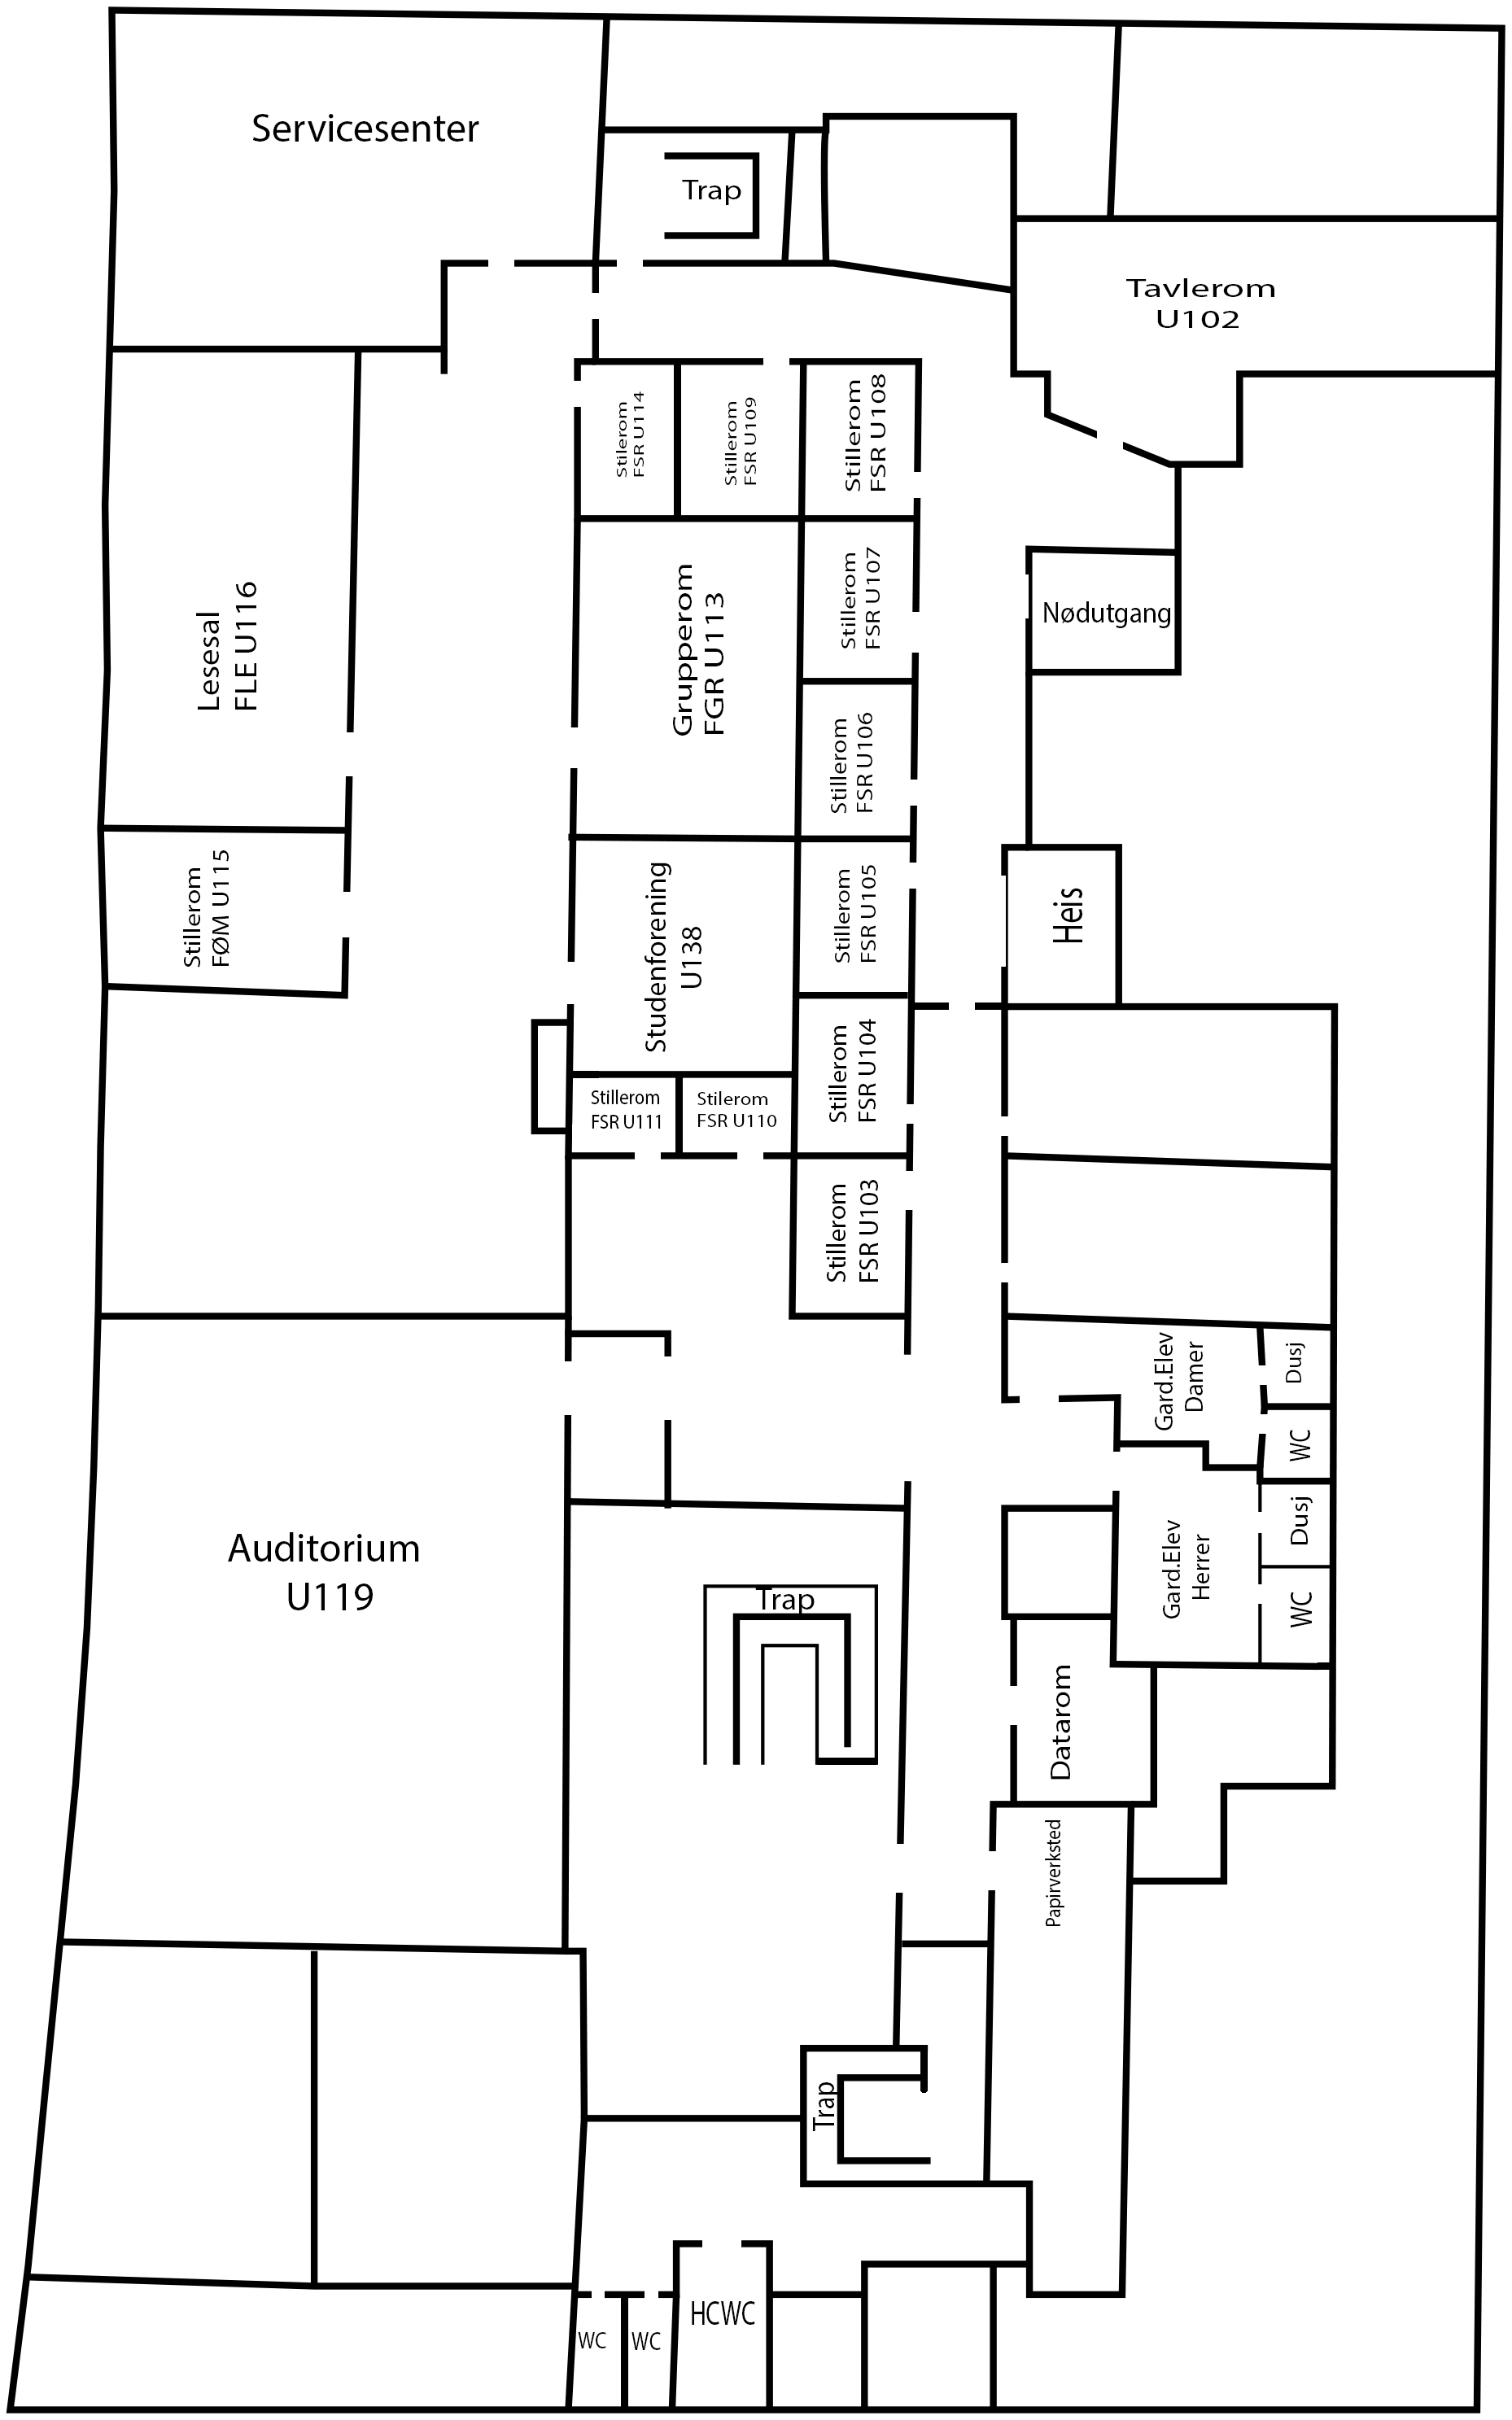 Servicesenter
Trap
Tavlerom
U102
Stilerom
FSR U114
Stillerom
FSR U109
Stillerom
FSR U108
Lesesal
FLE U116
Grupperom
FGR U113
Stillerom
FSR U107
Nødutgang
Stillerom
FSR U106
Stillerom
FØM U115
Studenforening
U138
Stillerom
FSR U105
Heis
Stillerom
FSR U104
Stillerom
FSR U111
Stilerom
FSR U110
Stillerom
FSR U103
Gard.Elev
Damer
Dusj
WC
Auditorium
U119
Gard.Elev
Herrer
Dusj
WC
Trap
Datarom
Papirverksted
Trap
WC
WC
HCWC